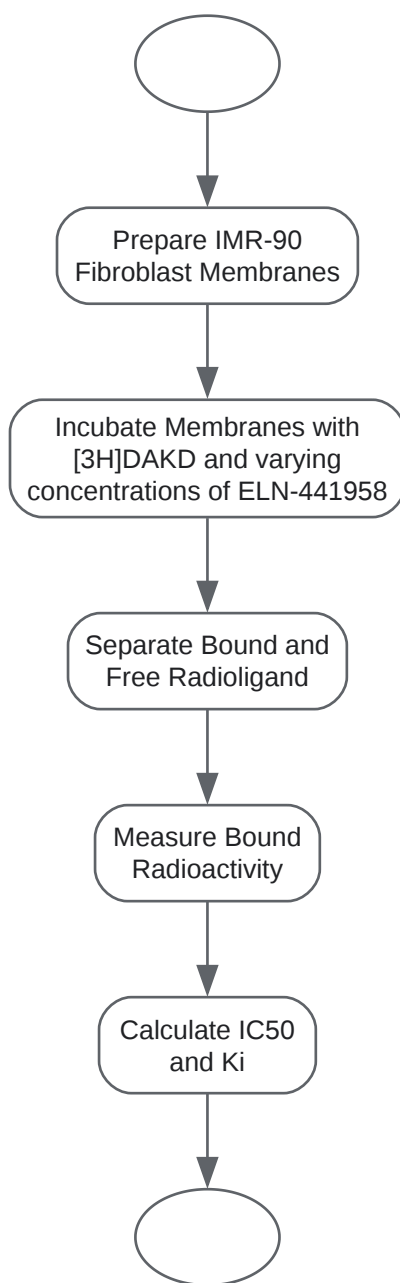 Prepare IMR-90
Fibroblast Membranes
Incubate Membranes with
[3H]DAKD and varying
concentrations of ELN-441958
Separate Bound and
Free Radioligand
Measure Bound
Radioactivity
Calculate IC50
and Ki